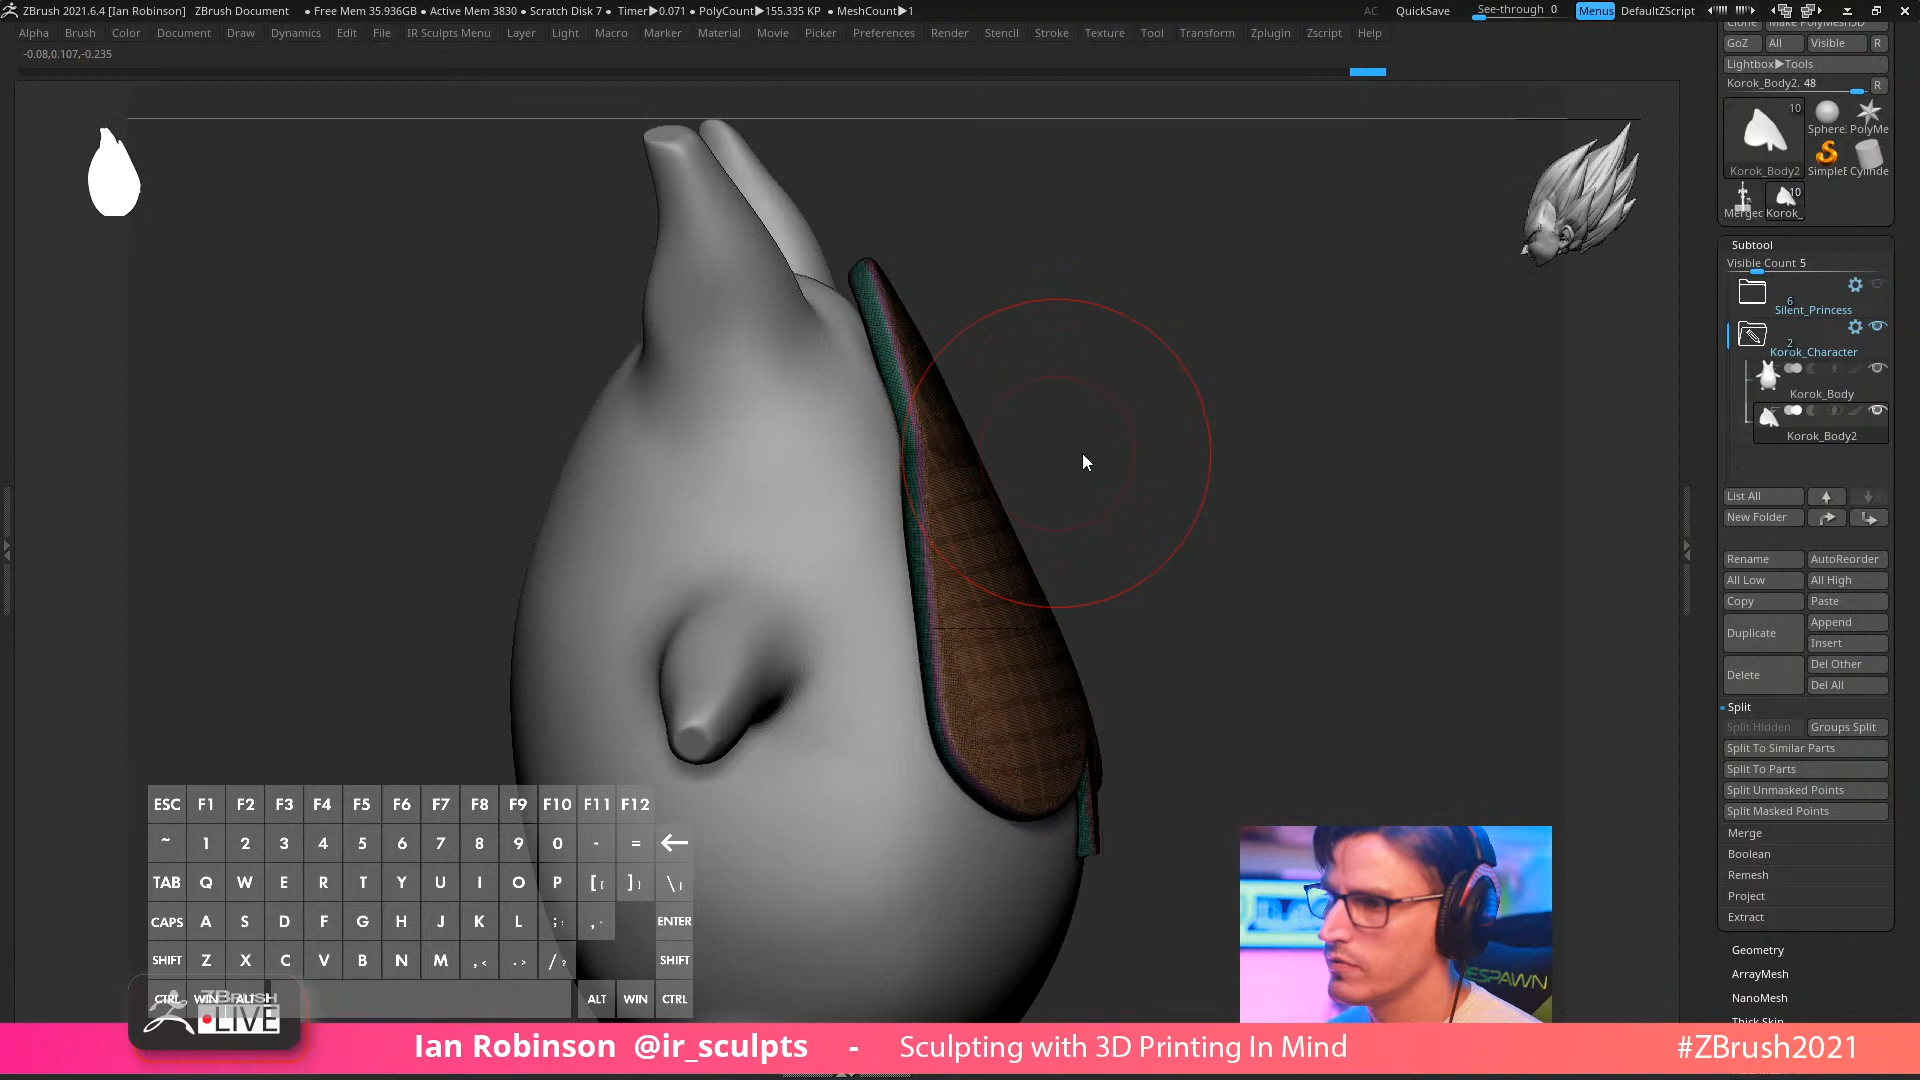 ZBrush 2021.6.4 [Ian Robinson] ZBrush Document ● Free Mem 35.936GB ● Active Mem 3830 ● Scratch Disk 7 ● Timer▶0.071 ● PolyCount▶155.335 KP ● MeshCount▶1 AC QuickSave See-through 0 Menus DefaultZScript
Alpha Brush Color Document Draw Dynamics Edit File IR Sculpts Menu Layer Light Macro Marker Material Movie Picker Preferences Render Stencil Stroke Texture Tool Transform Zplugin Zscript Help
-0.08,0.107,-0.235
GoZ All Visible R
Lightbox▶Tools
Korok_Body2. 48 R
10
Sphere. PolyMe
Korok_Body2 SimpleE Cylinde
10
Mergec Korok_
Subtool
Visible Count 5
6
Silent_Princess
2
Korok_Character
Korok_Body
Korok_Body2
List All
New Folder
Rename AutoReorder
All Low All High
Copy Paste
Duplicate Append
Insert
Delete Del Other
Del All
Split
Split Hidden Groups Split
Split To Similar Parts
Split To Parts
Split Unmasked Points
Split Masked Points
Merge
Boolean
Remesh
Project
Extract
Geometry
ArrayMesh
NanoMesh
Thick Skin
ESC F1 F2 F3 F4 F5 F6 F7 F8 F9 F10 F11 F12
~ 1 2 3 4 5 6 7 8 9 0 - =
TAB Q W E R T Y U I O P [ { ] } \ |
CAPS A S D F G H J K L ; : ENTER
SHIFT Z X C V B N M , < . > / ? SHIFT
CTRL WIN ALT ALT WIN CTRL
ZBRUSH
LIVE
ESPAWN
Ian Robinson @ir_sculpts - Sculpting with 3D Printing In Mind #ZBrush2021